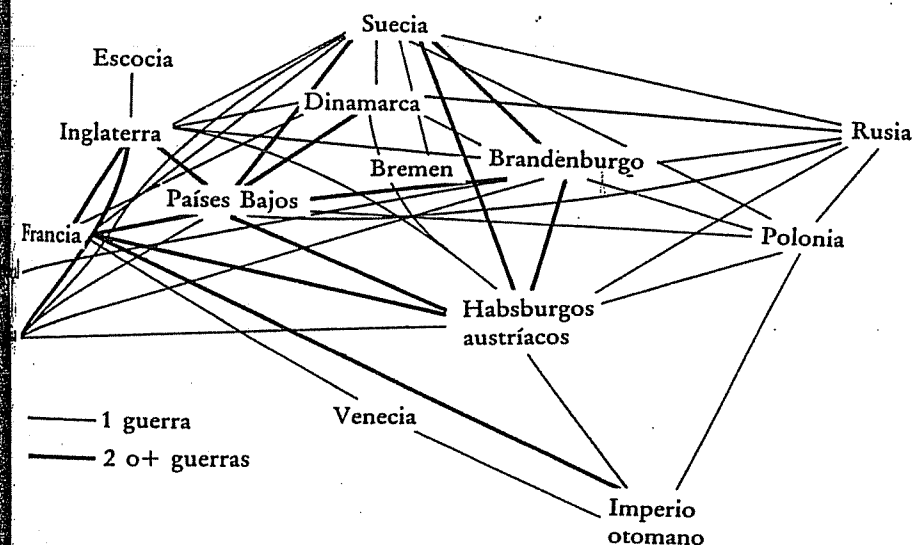 Suecia
Escocia
Dinamarca
Inglaterra
Rusia
Bremen
Brandenburgo
Países Bajos
Francia
Polonia
Habsburgos
austríacos
Venecia
1 guerra
2 o+ guerras
Imperio
otomano